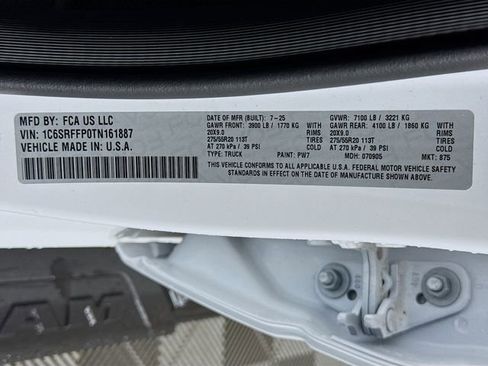 MFD BY: FCA US LLC
VIN: 1C6SRFFP0TN161887
VEHICLE MADE IN U.S.A.
DATE OF MFR (BUILT): 7-25
GAWR FRONT: 3900 LB / 1770 KG WITH
20X9.0 RIMS
275/55R20 113T TIRES
AT 270 kPa / 39 PSI COLD
TYPE: TRUCK PAINT: PW7
GVWR: 7100 LB / 3221 KG
GAWR REAR: 4100 LB / 1860 KG WITH
20X9.0 RIMS
275/55R20 113T TIRES
AT 270 kPa / 39 PSI COLD
MDH: 070905 MKT: 875
THIS VEHICLE CONFORMS TO ALL APPLICABLE FEDERAL MOTOR VEHICLE SAFETY
STANDARDS IN EFFECT ON THE DATE OF MANUFACTURE SHOWN ABOVE.
RAM